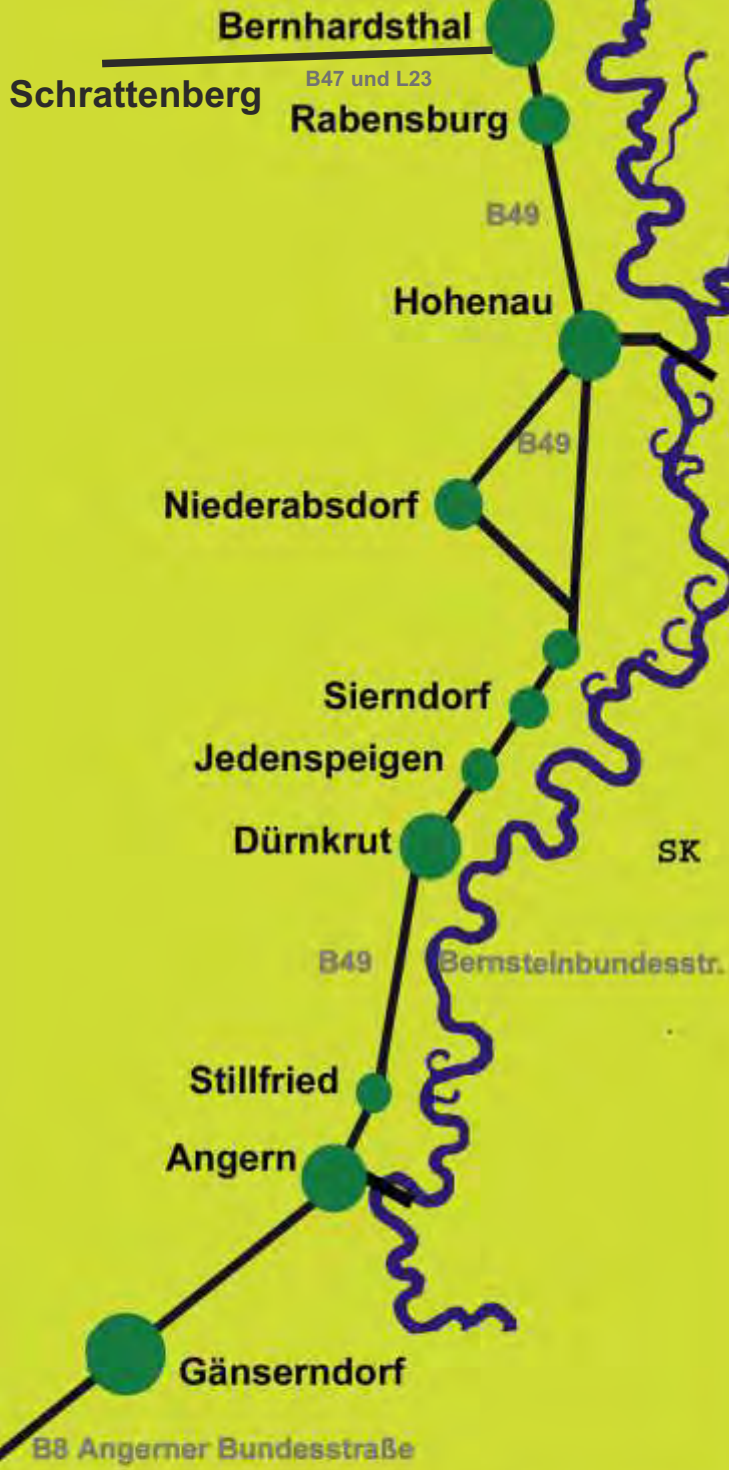 Bernhardsthal
B47 und L23
Schrattenberg
Rabensburg
B49
Hohenau
B49
Niederabsdorf
Sierndorf
Jedenspeigen
Dürnkrut
SK
B49
Bernsteinbundesstr.
Stillfried
Angern
Gänserndorf
B8 Angerner Bundesstraße